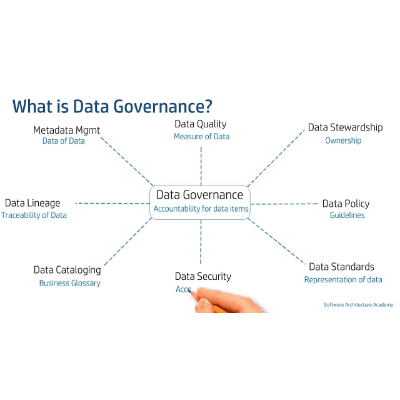 What is Data Governance?
Metadata Mgmt
Data of Data
Data Quality
Measure of Data
Data Stewardship
Ownership
Data Lineage
Traceability of Data
Data Governance
Accountability for data items
Data Policy
Guidelines
Data Cataloging
Business Glossary
Data Security
Acce
Data Standards
Representation of data
Software Architecture Academy